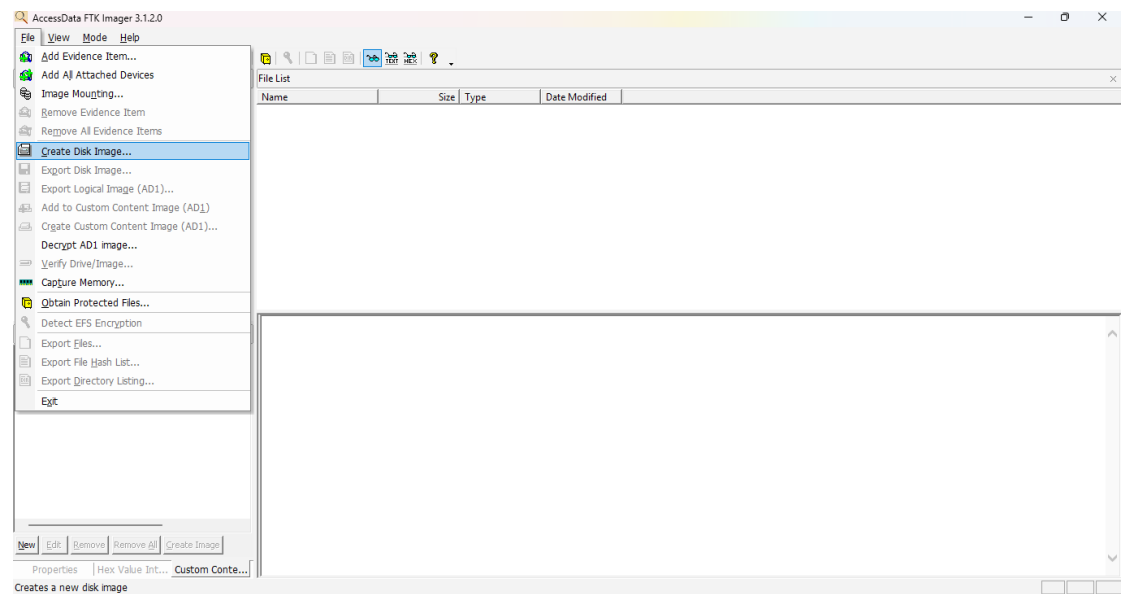 AccessData FTK Imager 3.1.2.0
File View Mode Help
Add Evidence Item...
Add All Attached Devices
Image Mounting...
Remove Evidence Item
Remove All Evidence Items
Create Disk Image...
Export Disk Image...
Export Logical Image (AD1)...
Add to Custom Content Image (AD1)
Create Custom Content Image (AD1)...
Decrypt AD1 image...
Verify Drive/Image...
Capture Memory...
Obtain Protected Files...
Detect EFS Encryption
Export Files...
Export File Hash List...
Export Directory Listing...
Exit
TEXT HEX ?
File List
Name Size Type Date Modified
New Edit Remove Remove All Create Image
Properties Hex Value Int... Custom Conte...
Creates a new disk image